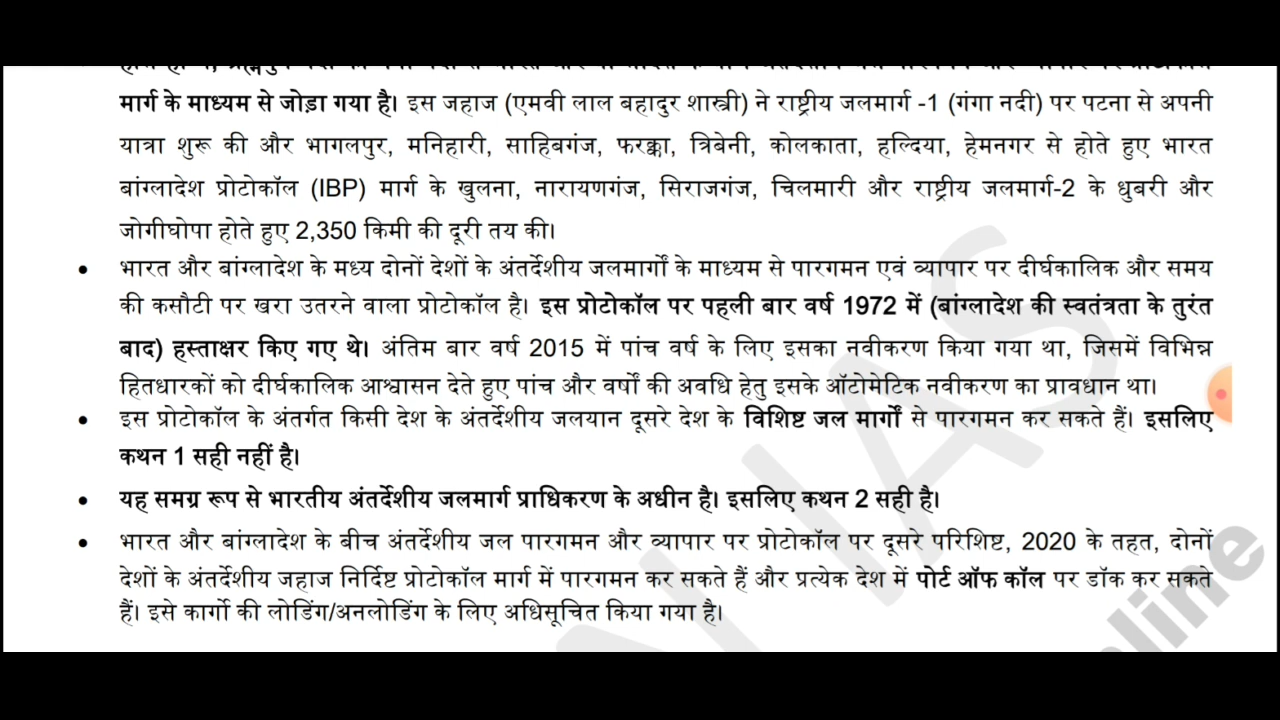 मार्ग के माध्यम से जोड़ा गया है। इस जहाज (एमवी लाल बहादुर शास्त्री) ने राष्ट्रीय जलमार्ग -1 (गंगा नदी) पर पटना से अपनी
यात्रा शुरू की और भागलपुर, मनिहारी, साहिबगंज, फरक्का, त्रिबेनी, कोलकाता, हल्दिया, हेमनगर से होते हुए भारत
बांग्लादेश प्रोटोकॉल (IBP) मार्ग के खुलना, नारायणगंज, सिराजगंज, चिलमारी और राष्ट्रीय जलमार्ग-2 के धुबरी और
जोगीघोपा होते हुए 2,350 किमी की दूरी तय की।
• भारत और बांग्लादेश के मध्य दोनों देशों के अंतर्देशीय जलमार्गों के माध्यम से पारगमन एवं व्यापार पर दीर्घकालिक और समय
की कसौटी पर खरा उतरने वाला प्रोटोकॉल है। इस प्रोटोकॉल पर पहली बार वर्ष 1972 में (बांग्लादेश की स्वतंत्रता के तुरंत
बाद) हस्ताक्षर किए गए थे। अंतिम बार वर्ष 2015 में पांच वर्ष के लिए इसका नवीकरण किया गया था, जिसमें विभिन्न
हितधारकों को दीर्घकालिक आश्वासन देते हुए पांच और वर्षों की अवधि हेतु इसके ऑटोमेटिक नवीकरण का प्रावधान था।
• इस प्रोटोकॉल के अंतर्गत किसी देश के अंतर्देशीय जलयान दूसरे देश के विशिष्ट जल मार्गों से पारगमन कर सकते हैं। इसलिए
कथन 1 सही नहीं है।
• यह समग्र रूप से भारतीय अंतर्देशीय जलमार्ग प्राधिकरण के अधीन है। इसलिए कथन 2 सही है।
• भारत और बांग्लादेश के बीच अंतर्देशीय जल पारगमन और व्यापार पर प्रोटोकॉल पर दूसरे परिशिष्ट, 2020 के तहत, दोनों
देशों के अंतर्देशीय जहाज निर्दिष्ट प्रोटोकॉल मार्ग में पारगमन कर सकते हैं और प्रत्येक देश में पोर्ट ऑफ कॉल पर डॉक कर सकते
हैं। इसे कार्गो की लोडिंग/अनलोडिंग के लिए अधिसूचित किया गया है।